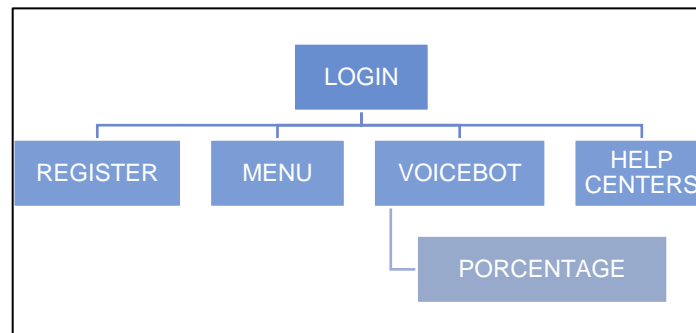 LOGIN
REGISTER
MENU
VOICEBOT
HELP
CENTERS
PORCENTAGE